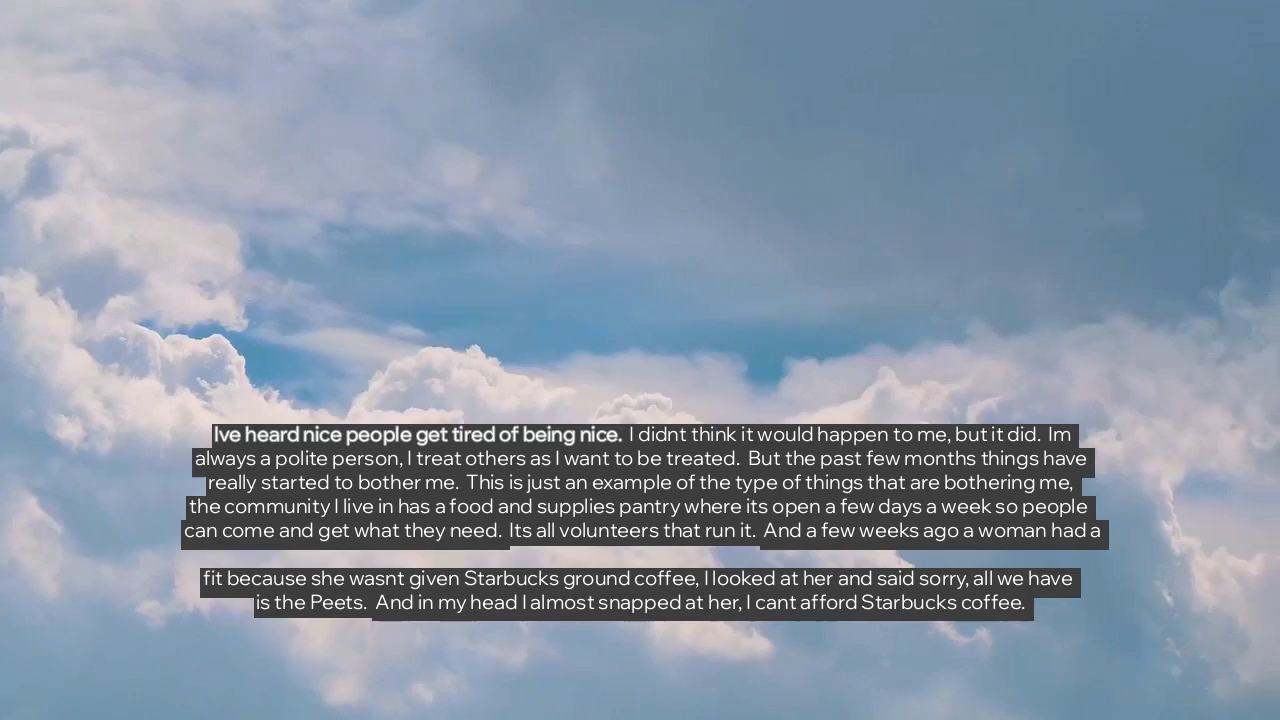 Ive heard nice people get tired of being nice. I didnt think it would happen to me, but it did. Im
always a polite person, I treat others as I want to be treated. But the past few months things have
really started to bother me. This is just an example of the type of things that are bothering me,
the community I live in has a food and supplies pantry where its open a few days a week so people
can come and get what they need. Its all volunteers that run it. And a few weeks ago a woman had a
fit because she wasnt given Starbucks ground coffee, I looked at her and said sorry, all we have
is the Peets. And in my head I almost snapped at her, I cant afford Starbucks coffee.